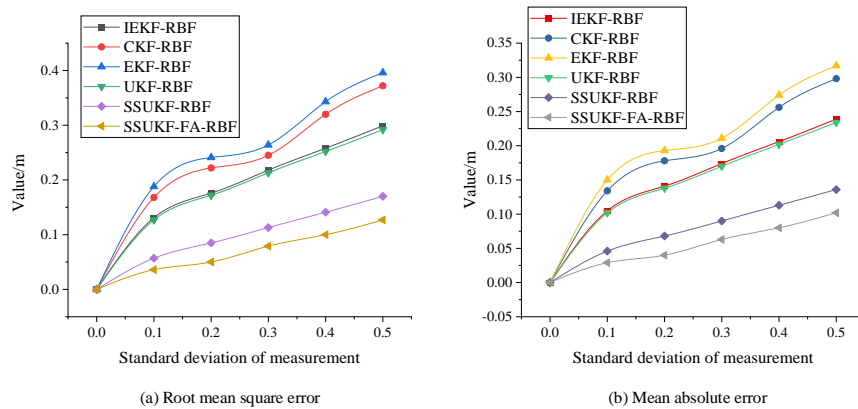 IEKF-RBF
CKF-RBF
EKF-RBF
UKF-RBF
SSUKF-RBF
SSUKF-FA-RBF
0.4
0.3
0.2
0.1
0.0
Value/m
0.0 0.1 0.2 0.3 0.4 0.5
Standard deviation of measurement
(a) Root mean square error
IEKF-RBF
CKF-RBF
EKF-RBF
UKF-RBF
SSUKF-RBF
SSUKF-FA-RBF
0.35
0.30
0.25
0.20
0.15
0.10
0.05
0.00
-0.05
Value/m
0.0 0.1 0.2 0.3 0.4 0.5
Standard deviation of measurement
(b) Mean absolute error